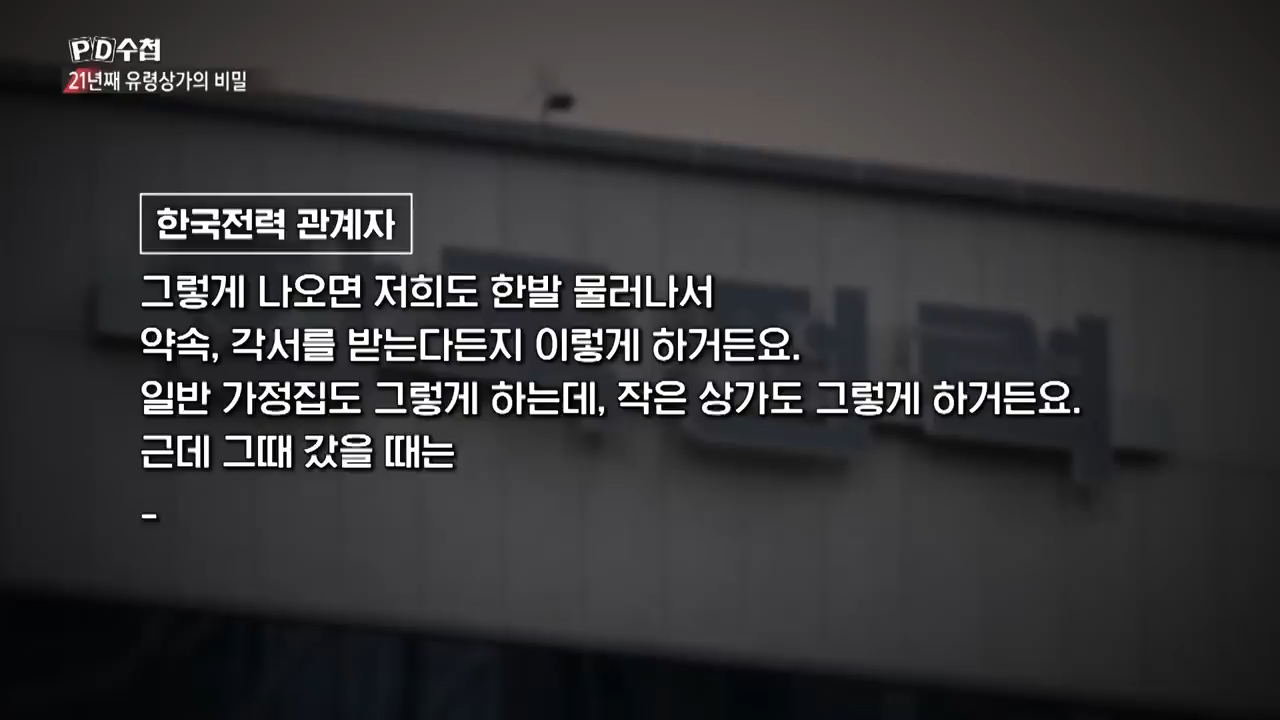 PD수첩
21년째 유령상가의 비밀
한국전력 관계자
그렇게 나오면 저희도 한발 물러나서
약속, 각서를 받는다든지 이렇게 하거든요.
일반 가정집도 그렇게 하는데, 작은 상가도 그렇게 하거든요.
근데 그때 갔을 때는
-